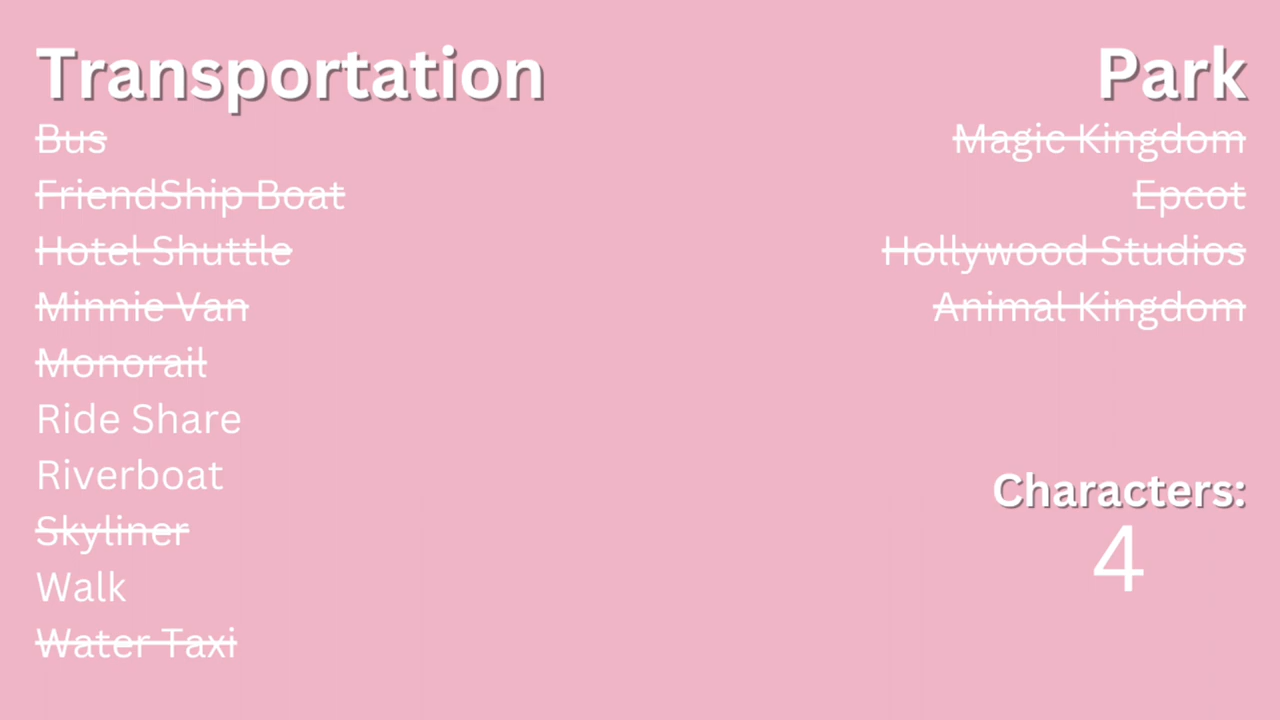 Transportation
Bus
FriendShip Boat
Hotel Shuttle
Minnie Van
Monorail
Ride Share
Riverboat
Skyliner
Walk
Water Taxi
Park
Magic Kingdom
Epcot
Hollywood Studios
Animal Kingdom
Characters:
4